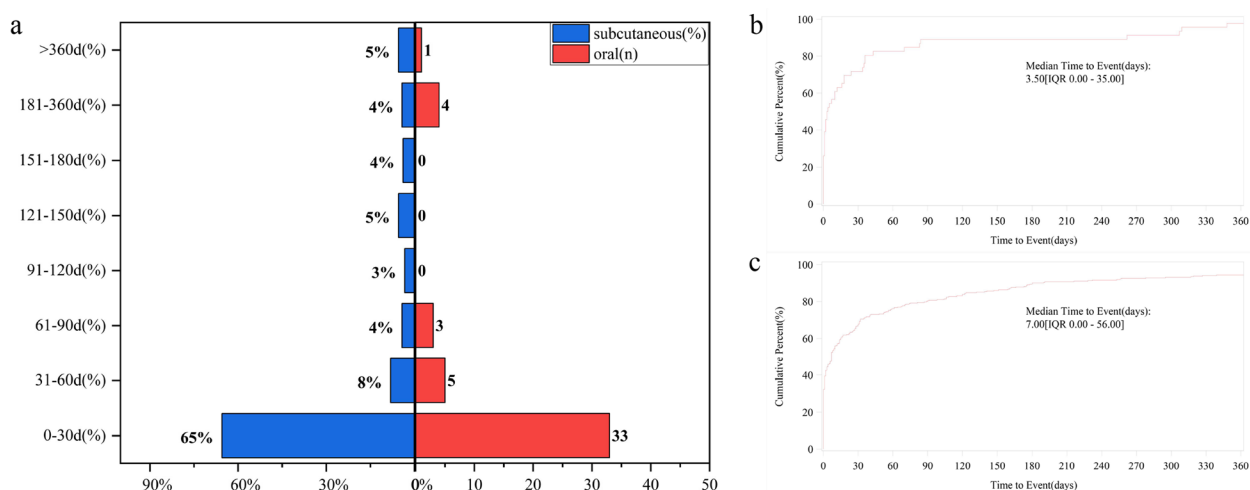 a
subcutaneous(%)
oral(n)
>360d(%)
5%
1
181-360d(%)
4%
4
151-180d(%)
4%
0
121-150d(%)
5%
0
91-120d(%)
3%
0
61-90d(%)
4%
3
31-60d(%)
8%
5
0-30d(%)
65%
33
90% 60% 30% 0% 10 20 30 40 50
b
Cumulative Percent(%)
100
80
60
40
20
0
Median Time to Event(days):
3.50[IQR 0.00 - 35.00]
0 30 60 90 120 150 180 210 240 270 300 330 360
Time to Event(days)
c
Cumulative Percent(%)
100
80
60
40
20
0
Median Time to Event(days):
7.00[IQR 0.00 - 56.00]
0 30 60 90 120 150 180 210 240 270 300 330 360
Time to Event(days)